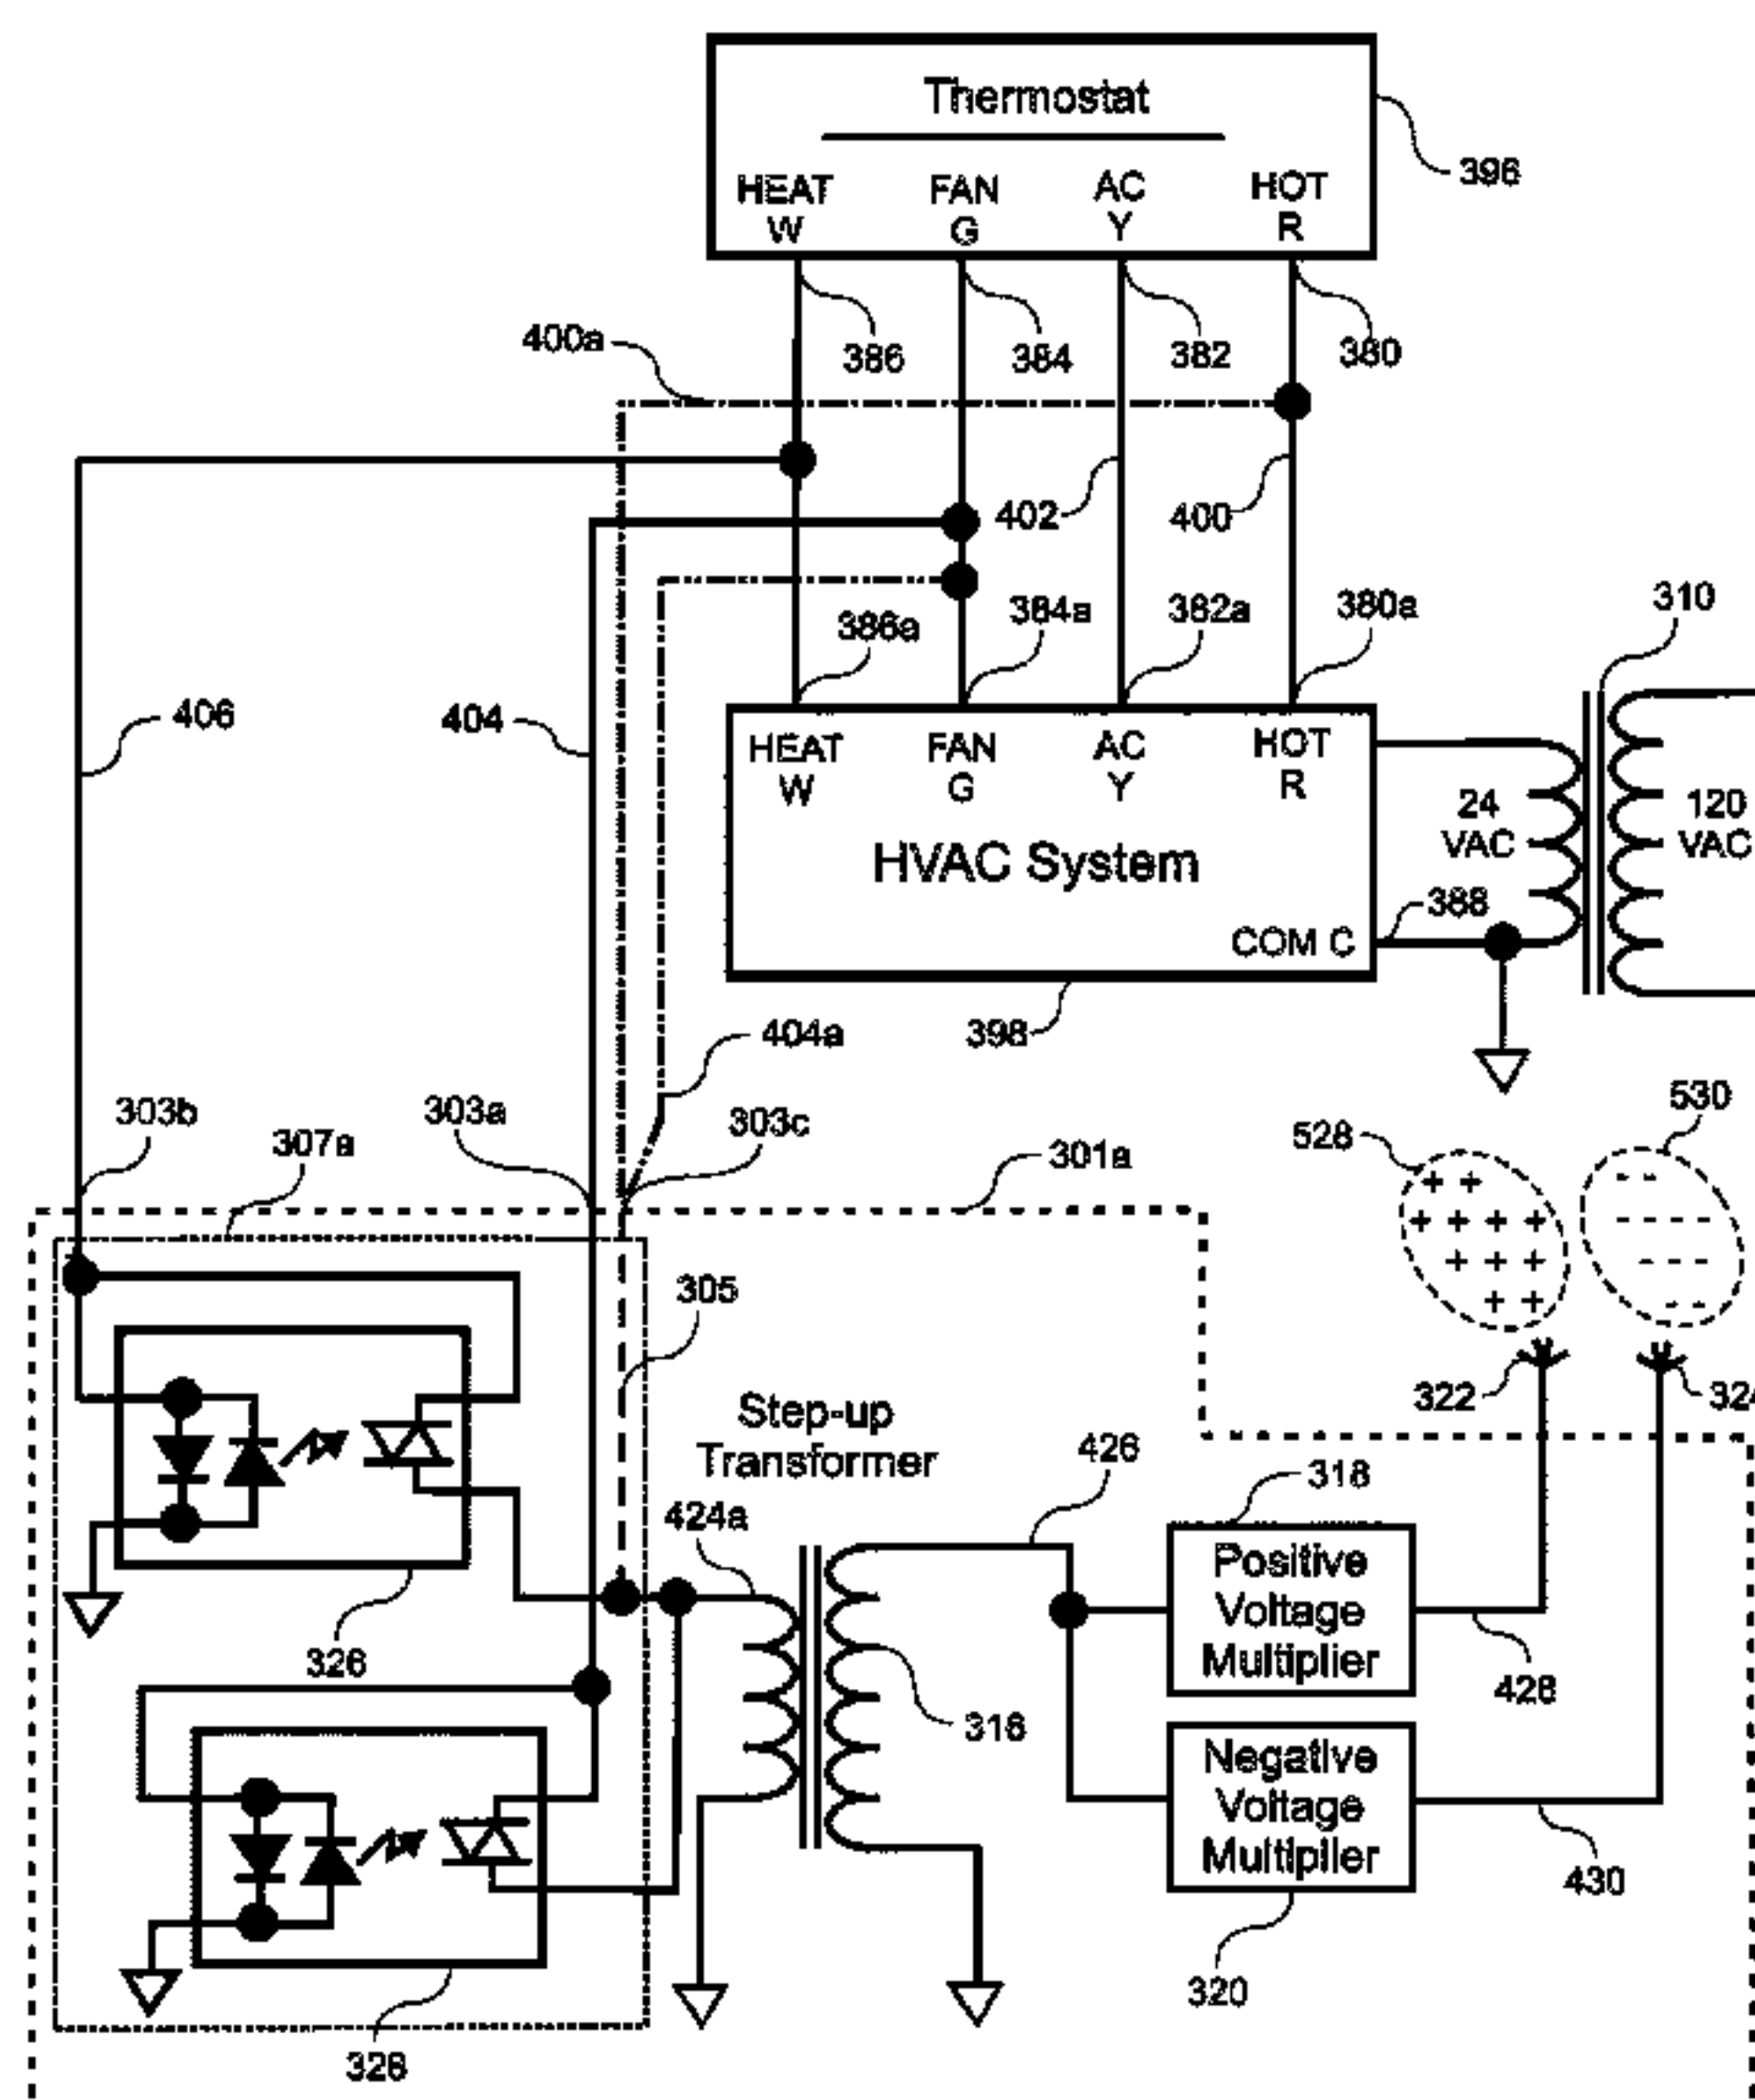 Thermostat
396
HEAT FAN AC HOT
W G Y R
400a 386 384 382 380
402 400
386a 384a 382a 380a 310
406 404
HEAT FAN AC HOT
W G Y R
24 VAC
120 VAC
HVAC System
388
COM C
398
404a
303b 303a 303c
307a 301a
528 530
+ +
+ + + +
+ + +
+ +
- -
- - - -
- - - -
- -
305
322
Step-up
Transformer
426
318
424a
Positive
Voltage
Multiplier
326
428
316
Negative
Voltage
Multiplier
430
320
328